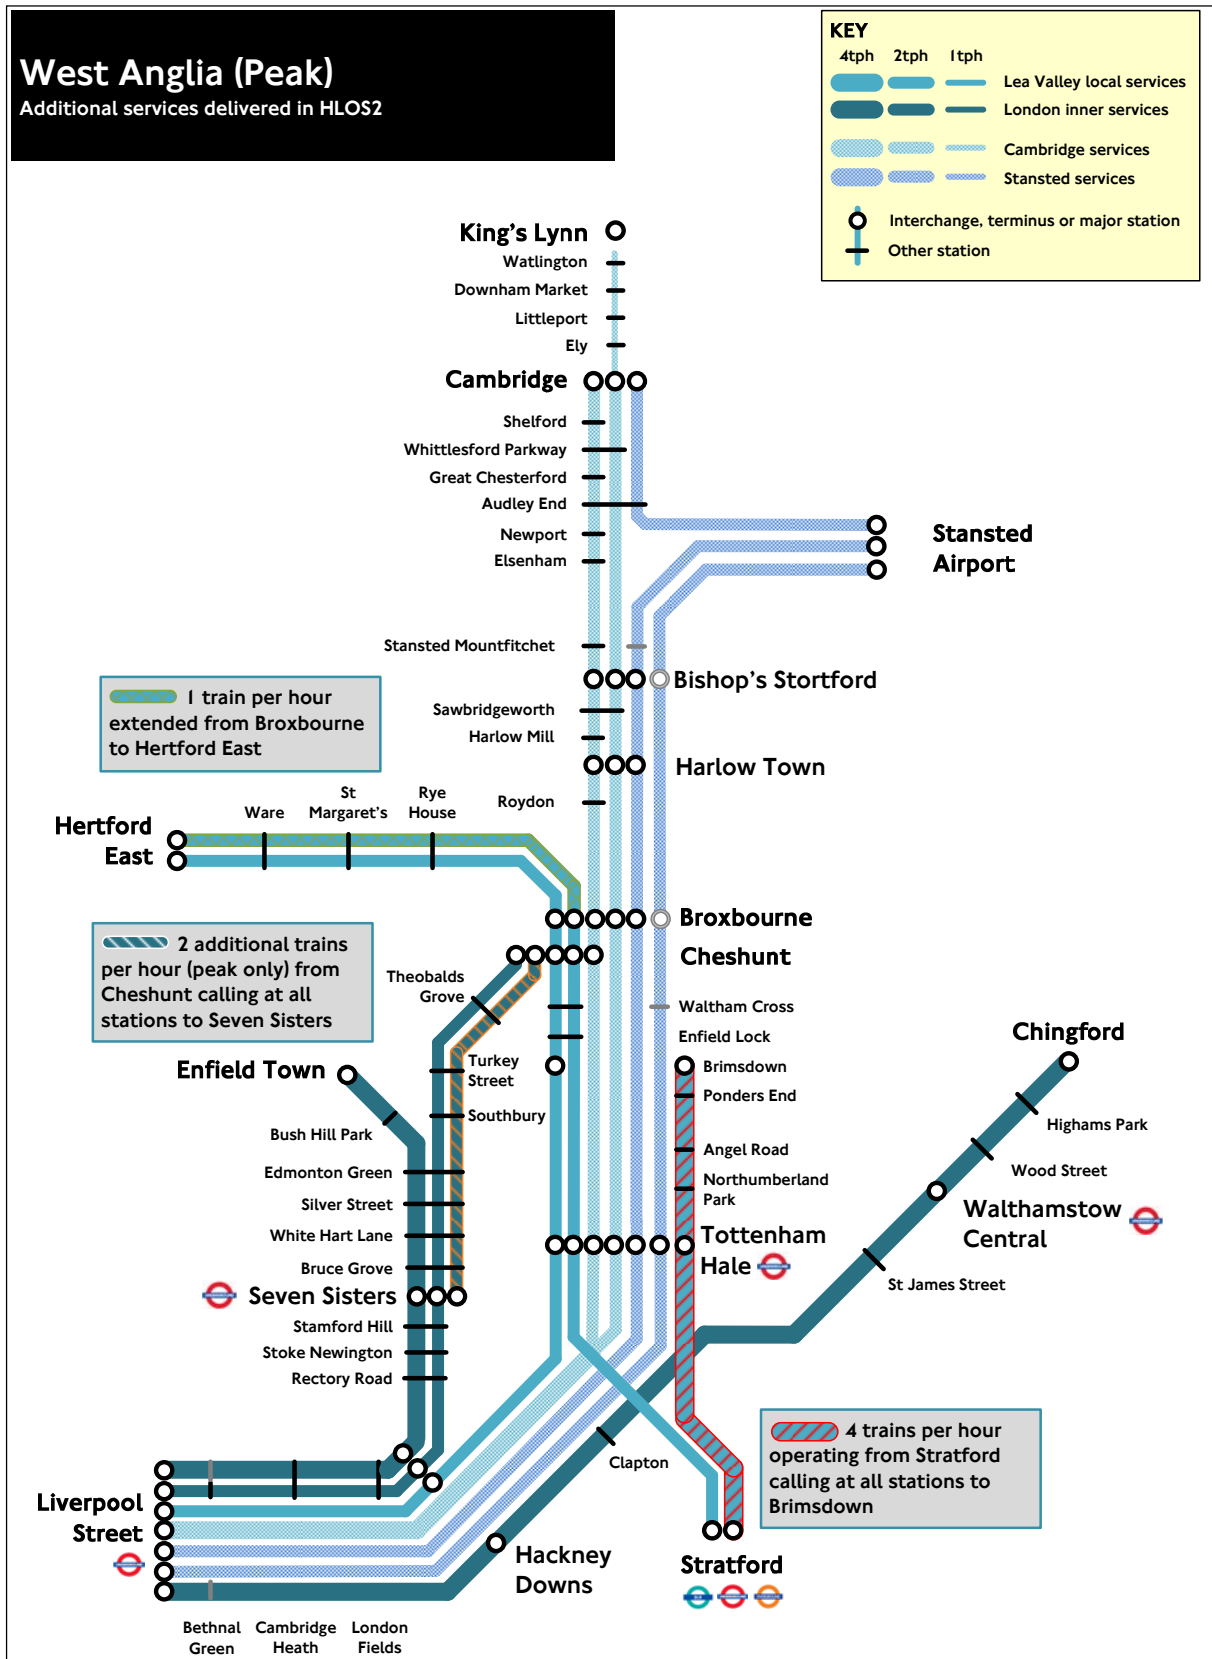 West Anglia (Peak)
Additional services delivered in HLOS2
KEY
4tph 2tph 1tph
Lea Valley local services
London inner services
Cambridge services
Stansted services
Interchange, terminus or major station
Other station
King's Lynn
Watlington
Downham Market
Littleport
Ely
Cambridge
Shelford
Whittlesford Parkway
Great Chesterford
Audley End
Newport
Elsenham
Stansted
Airport
Stansted Mountfitchet
Bishop's Stortford
Sawbridgeworth
Harlow Mill
Harlow Town
Roydon
1 train per hour
extended from Broxbourne
to Hertford East
Ware
St
Margaret's
Rye
House
Hertford
East
Broxbourne
Cheshunt
2 additional trains
per hour (peak only) from
Cheshunt calling at all
stations to Seven Sisters
Theobalds
Grove
Waltham Cross
Enfield Lock
Brimsdown
Ponders End
Angel Road
Northumberland
Park
Tottenham
Hale
Enfield Town
Turkey
Street
Southbury
Bush Hill Park
Edmonton Green
Silver Street
White Hart Lane
Bruce Grove
Seven Sisters
Stamford Hill
Stoke Newington
Rectory Road
Chingford
Highams Park
Wood Street
Walthamstow
Central
St James Street
Clapton
4 trains per hour
operating from Stratford
calling at all stations to
Brimsdown
Liverpool
Street
Hackney
Downs
Stratford
Bethnal
Green
Cambridge
Heath
London
Fields